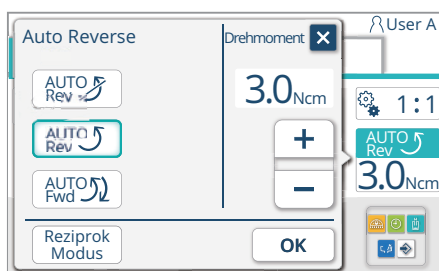 Auto Reverse
Drehmoment
User A
AUTO
Rev
3.0Ncm
1:1
AUTO
Rev
+
AUTO
Rev
3.0Ncm
AUTO
Fwd
−
Reziprok
Modus
OK